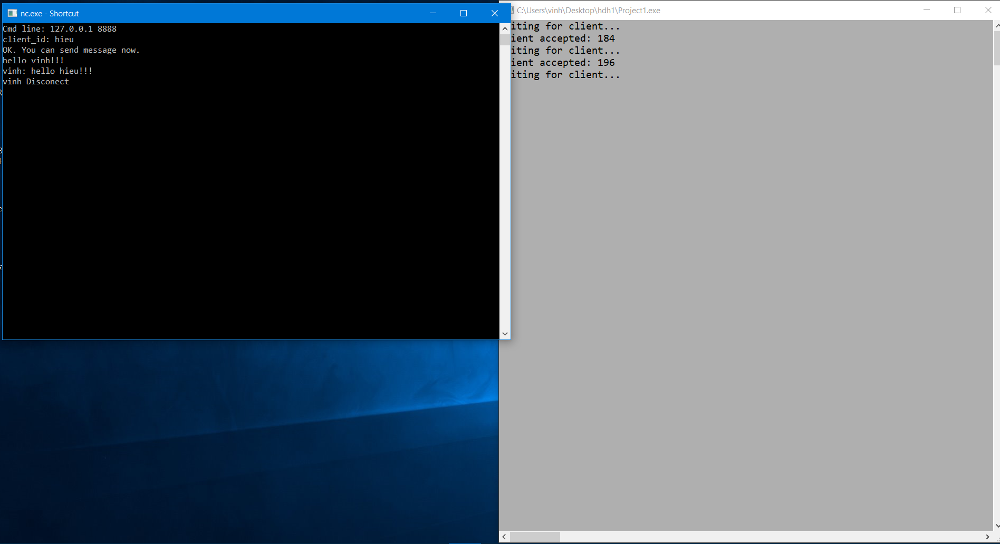 nc.exe - Shortcut
Cmd line: 127.0.0.1 8888
client_id: hieu
OK. You can send message now.
hello vinh!!!
vinh: hello hieu!!!
vinh Disconect
C:\Users\vinh\Desktop\hdh1\Project1.exe
iting for client...
ient accepted: 184
iting for client...
ient accepted: 196
iting for client...